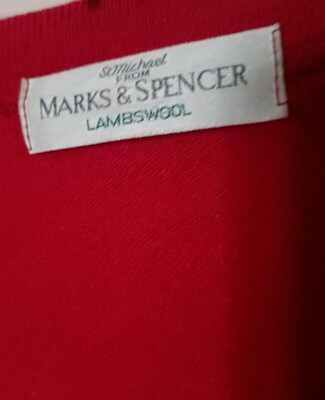 St Michael
FROM
MARKS & SPENCER
LAMBSWOOL